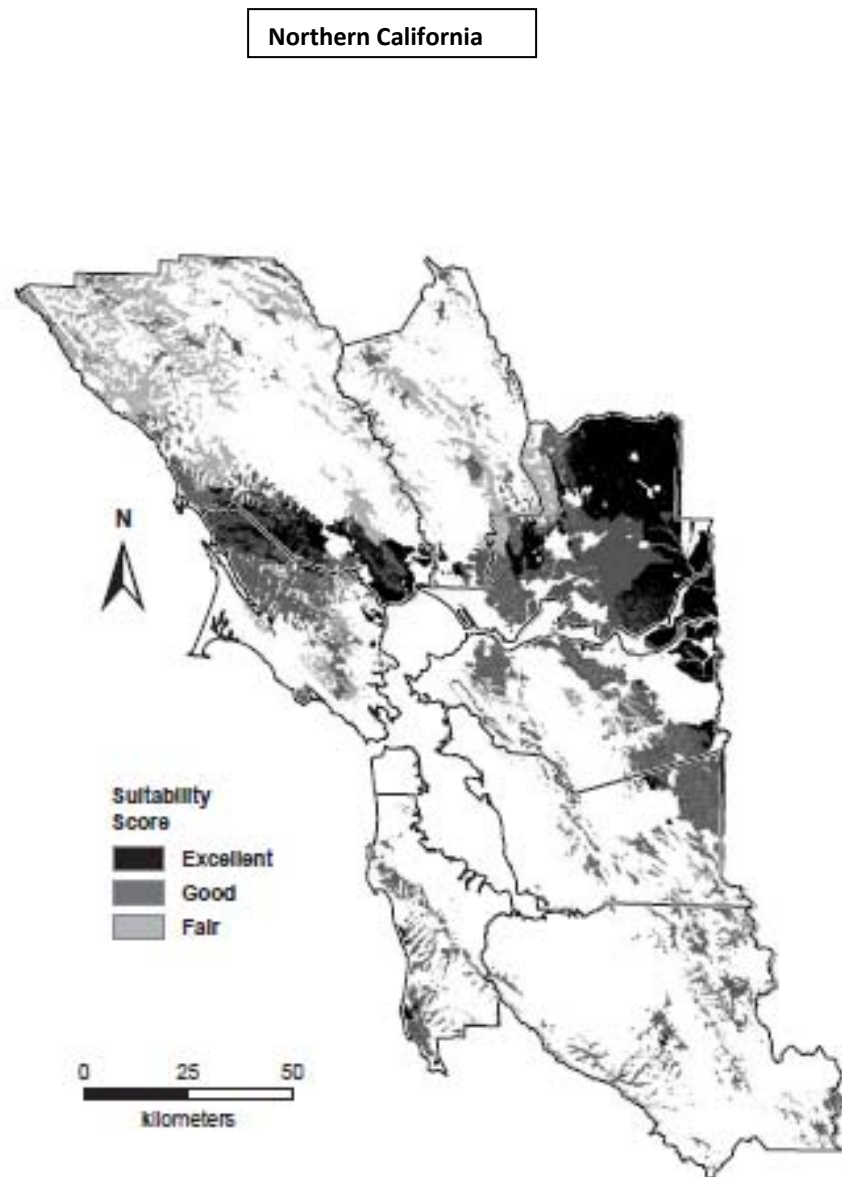 Northern California
N
Suitability
Score
Excellent
Good
Fair
0 25 50
kilometers